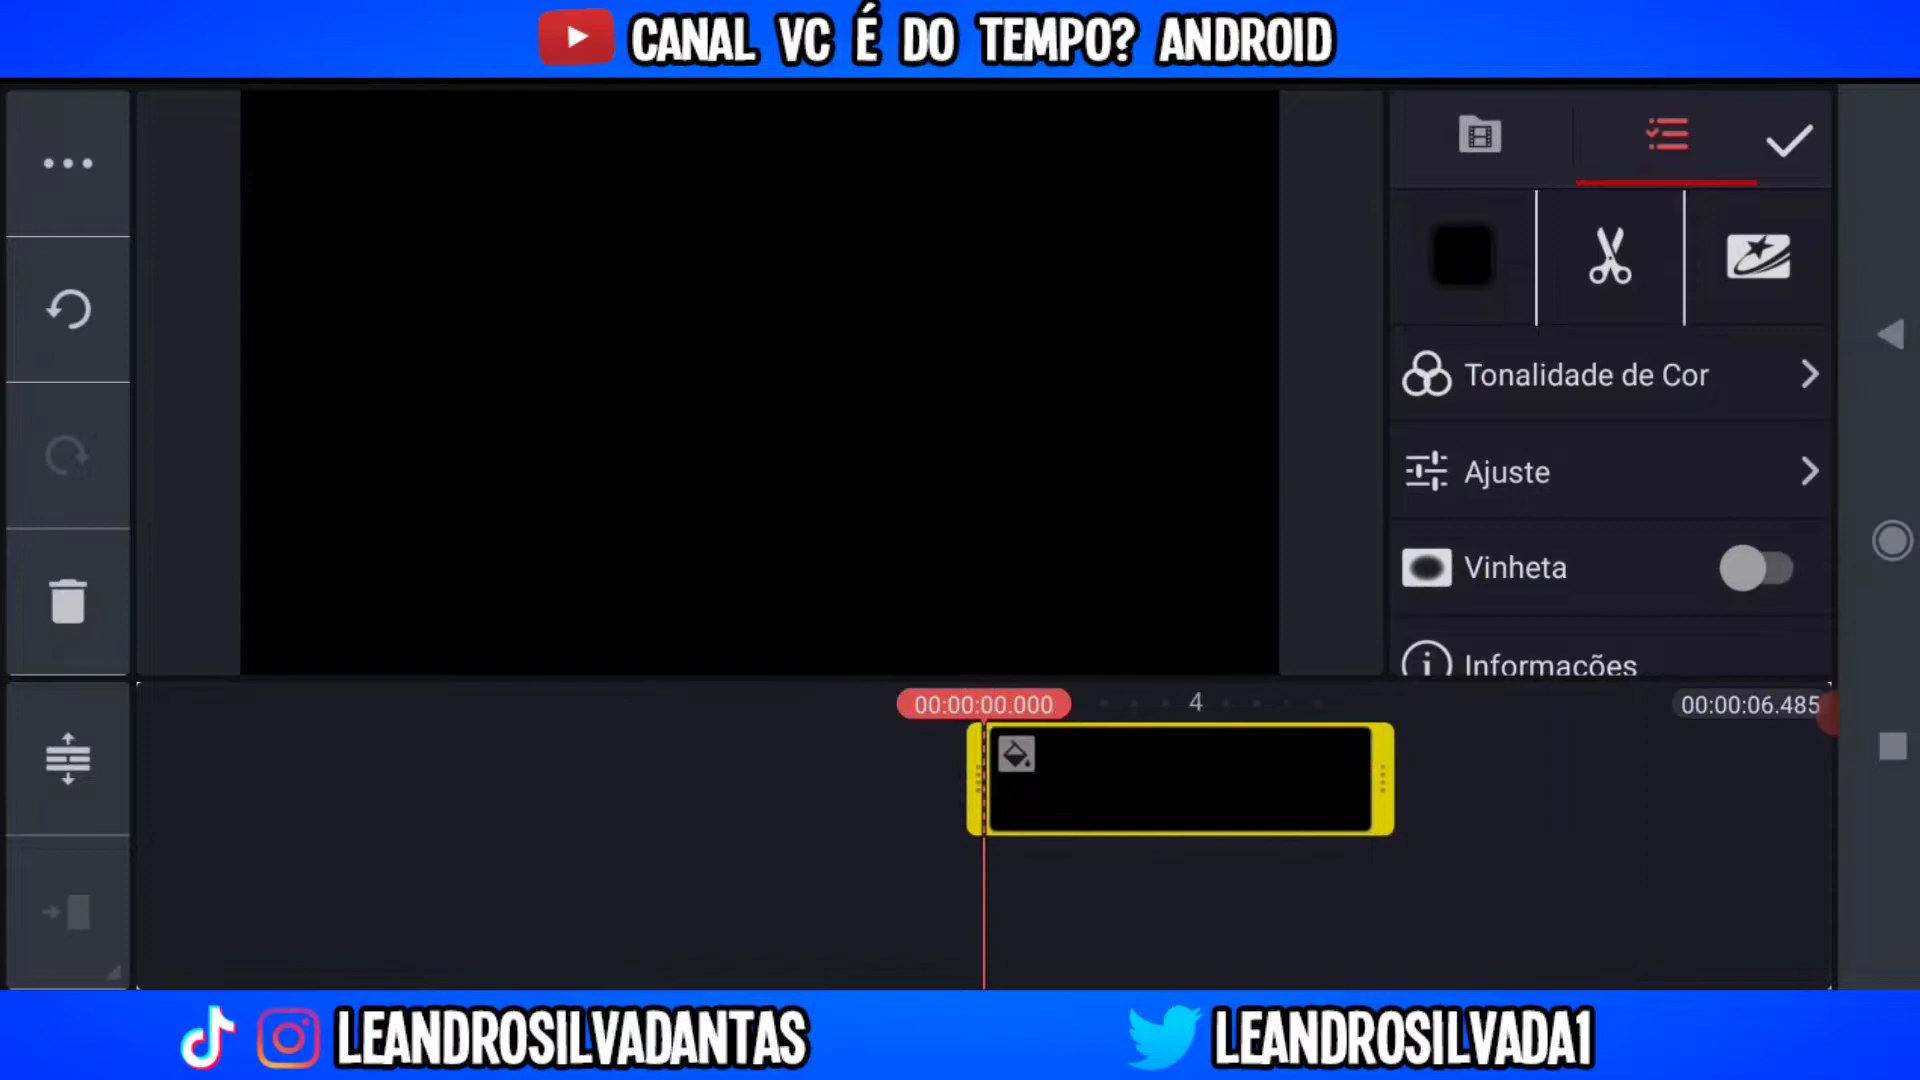 CANAL VC É DO TEMPO? ANDROID
Tonalidade de Cor
Ajuste
Vinheta
Informações
00:00:00.000
4
00:00:06.485
LEANDROSILVADANTAS
LEANDROSILVADA1